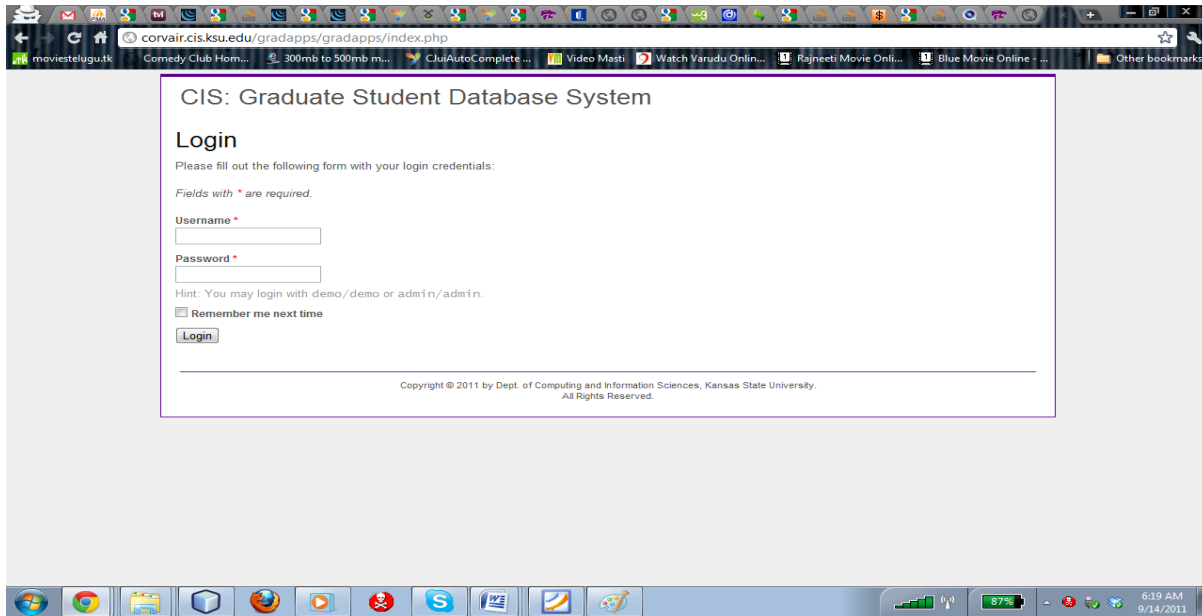 corvair.cis.ksu.edu/gradapps/gradapps/index.php
moviestelugu.tk Comedy Club Hom... 300mb to 500mb m... CJuiAutoComplete ... Video Masti Watch Varudu Onlin... Rajneeti Movie Onli... Blue Movie Online - ... Other bookmarks
CIS: Graduate Student Database System
Login
Please fill out the following form with your login credentials:
Fields with * are required.
Username *
Password *
Hint: You may login with demo/demo or admin/admin.
Remember me next time
Login
Copyright © 2011 by Dept. of Computing and Information Sciences, Kansas State University.
All Rights Reserved.
87%
6:19 AM
9/14/2011